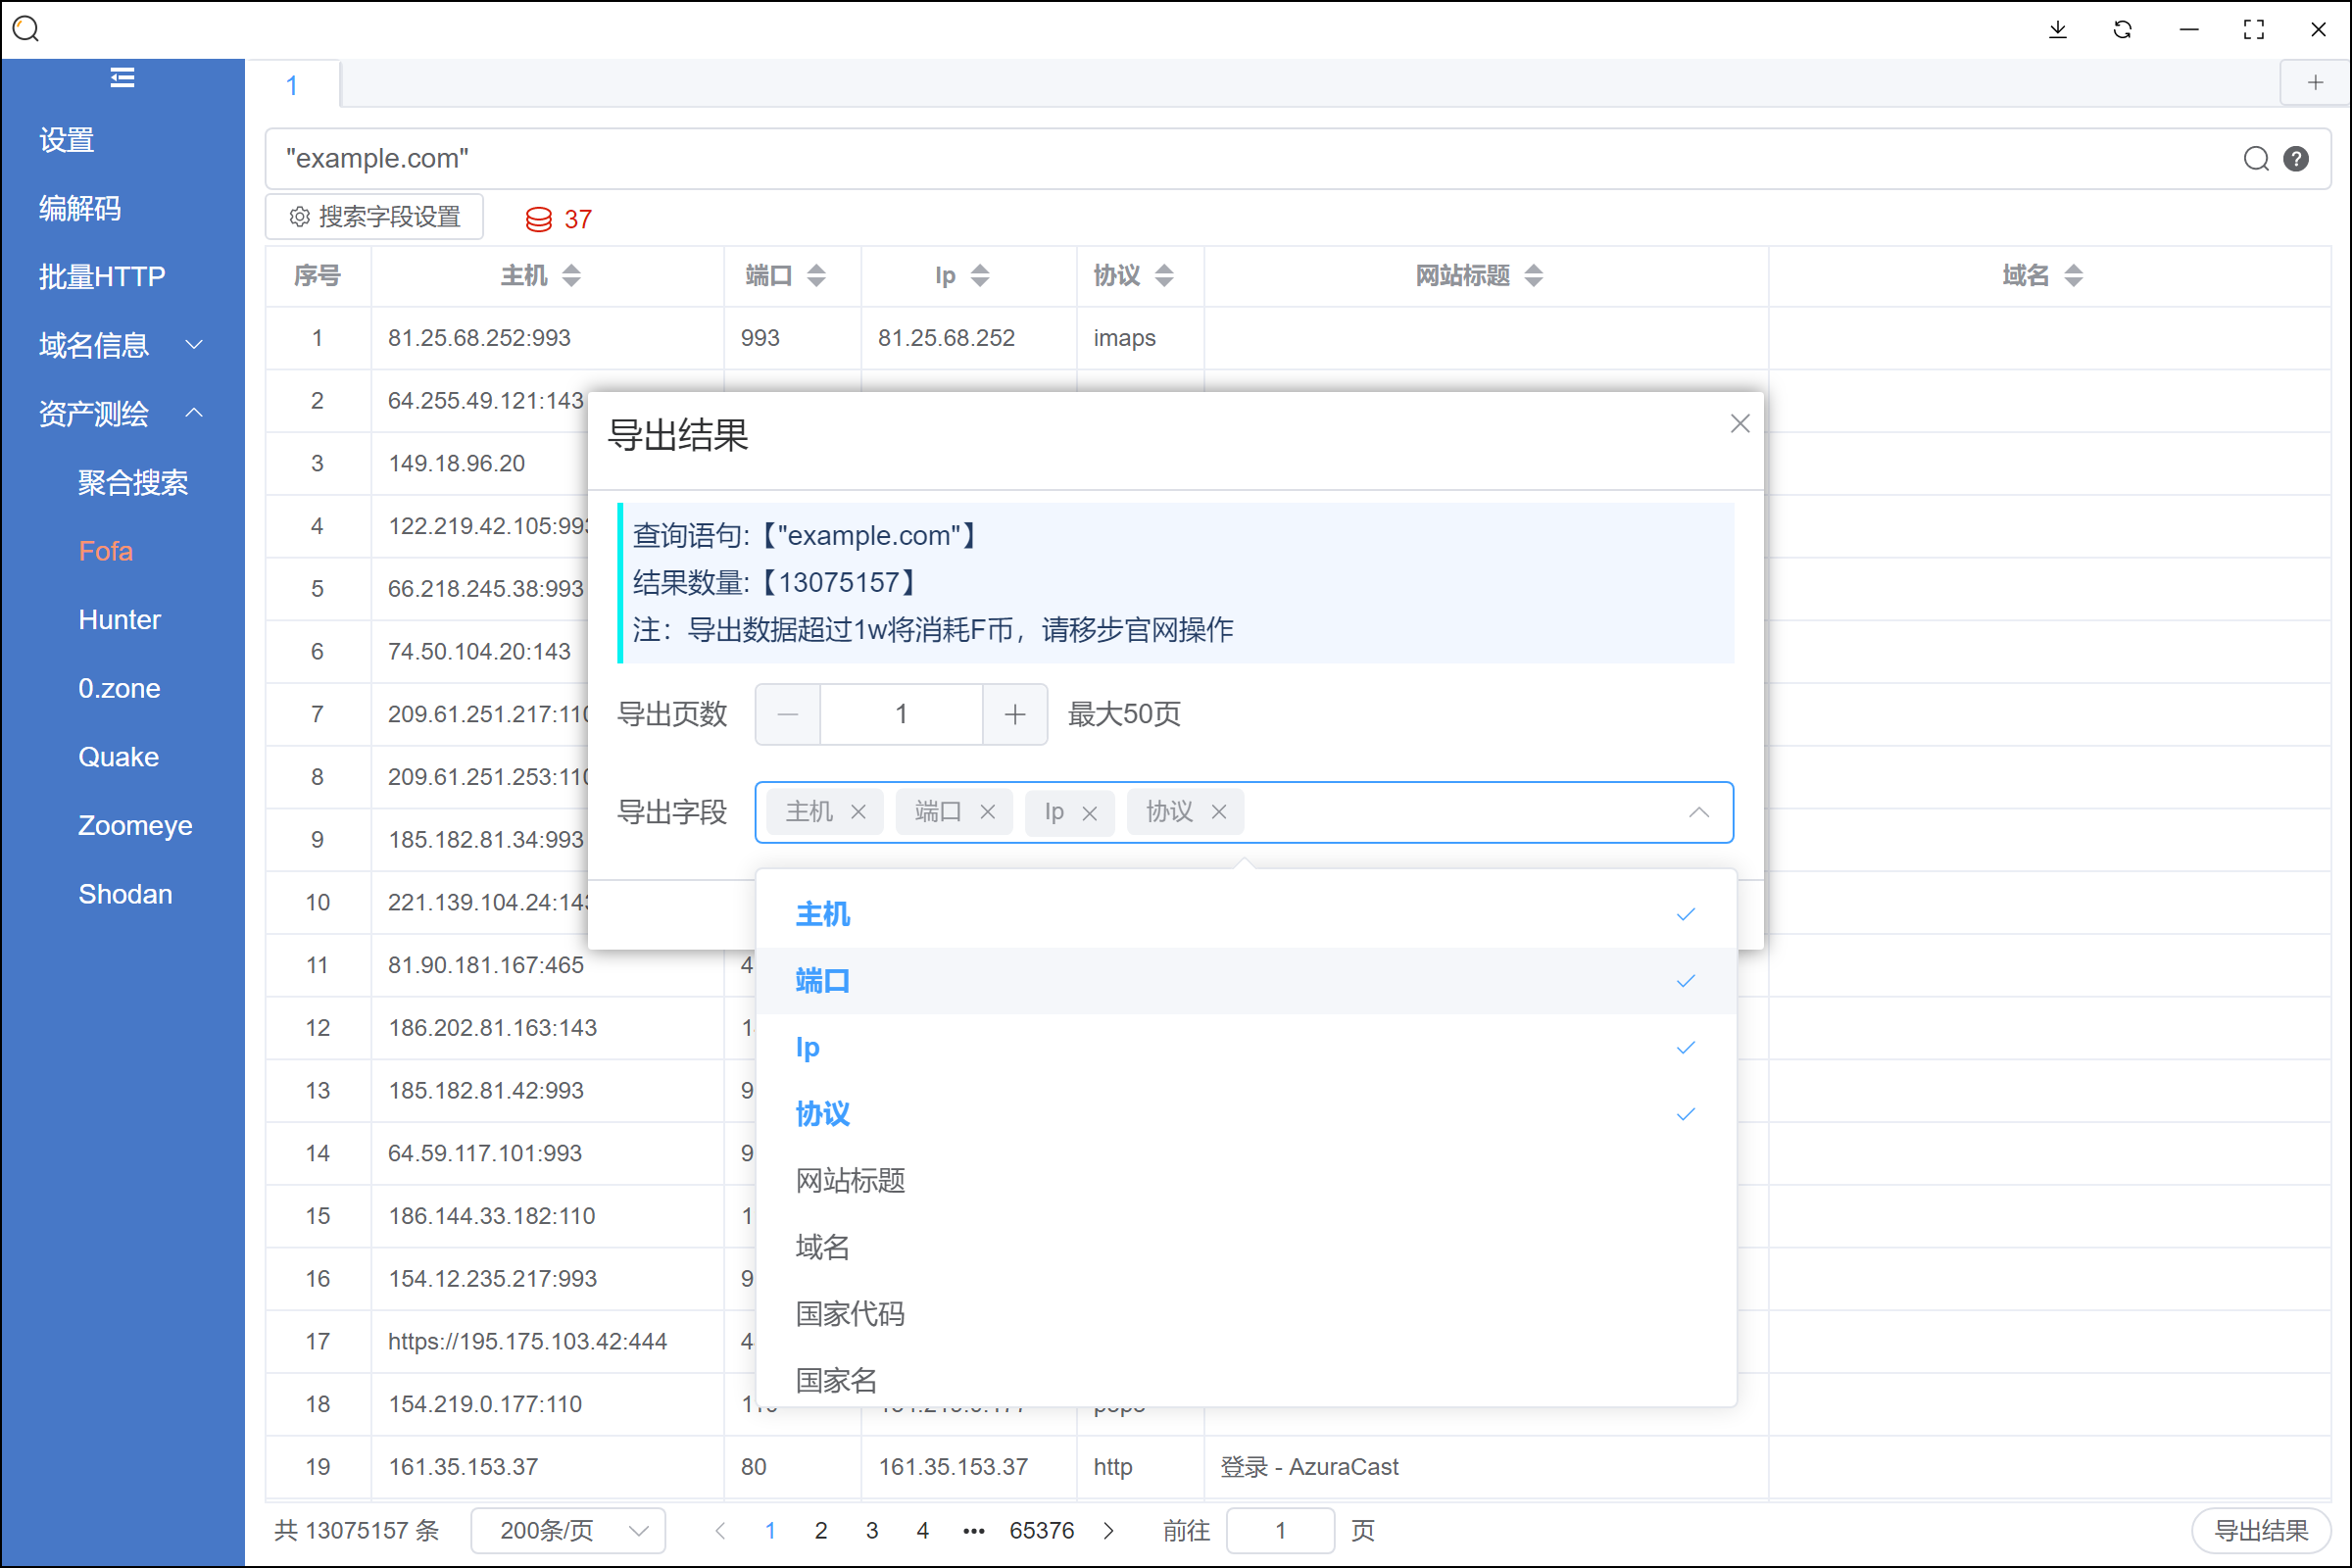 1
设置
编解码
批量HTTP
域名信息
资产测绘
聚合搜索
Fofa
Hunter
0.zone
Quake
Zoomeye
Shodan
"example.com"
搜索字段设置 37
序号 主机 端口 Ip 协议 网站标题 域名
1 81.25.68.252:993 993 81.25.68.252 imaps
2 64.255.49.121:143
3 149.18.96.20
4 122.219.42.105:993
5 66.218.245.38:993
6 74.50.104.20:143
7 209.61.251.217:110
8 209.61.251.253:110
9 185.182.81.34:993
10 221.139.104.24:143
11 81.90.181.167:465 4
12 186.202.81.163:143 1
13 185.182.81.42:993 9
14 64.59.117.101:993 9
15 186.144.33.182:110 1
16 154.12.235.217:993 9
17 https://195.175.103.42:444 4
18 154.219.0.177:110
19 161.35.153.37 80 161.35.153.37 http 登录 - AzuraCast
导出结果
查询语句:【"example.com"】
结果数量:【13075157】
注：导出数据超过1w将消耗F币，请移步官网操作
导出页数 1 最大50页
导出字段 主机 端口 Ip 协议
主机
端口
Ip
协议
网站标题
域名
国家代码
国家名
共 13075157 条 200条/页 1 2 3 4 ••• 65376 前往 1 页 导出结果